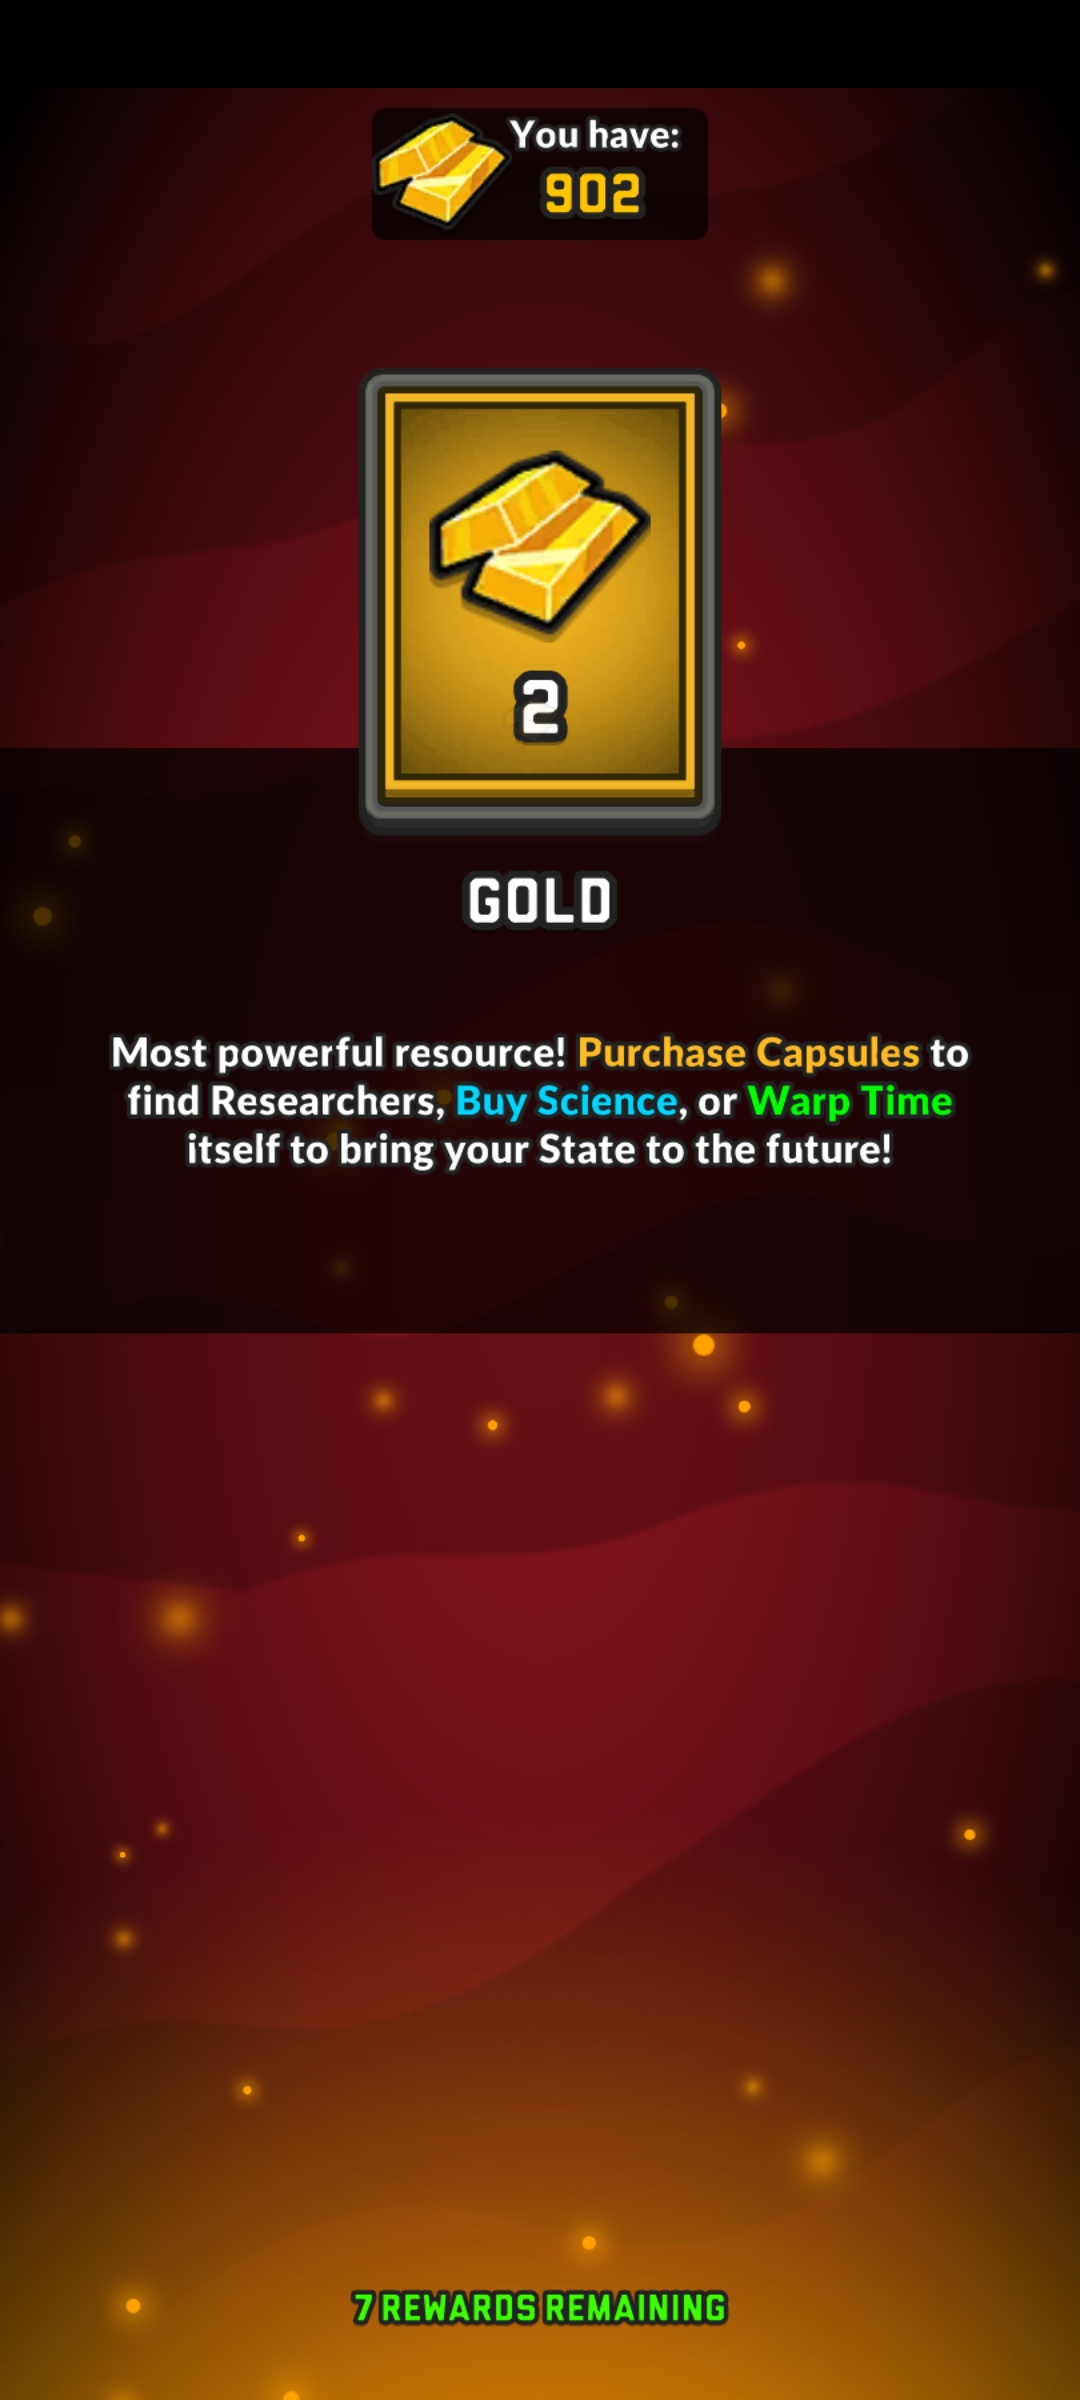 You have:
902
2
GOLD
Most powerful resource! Purchase Capsules to
find Researchers, Buy Science, or Warp Time
itself to bring your State to the future!
7 REWARDS REMAINING